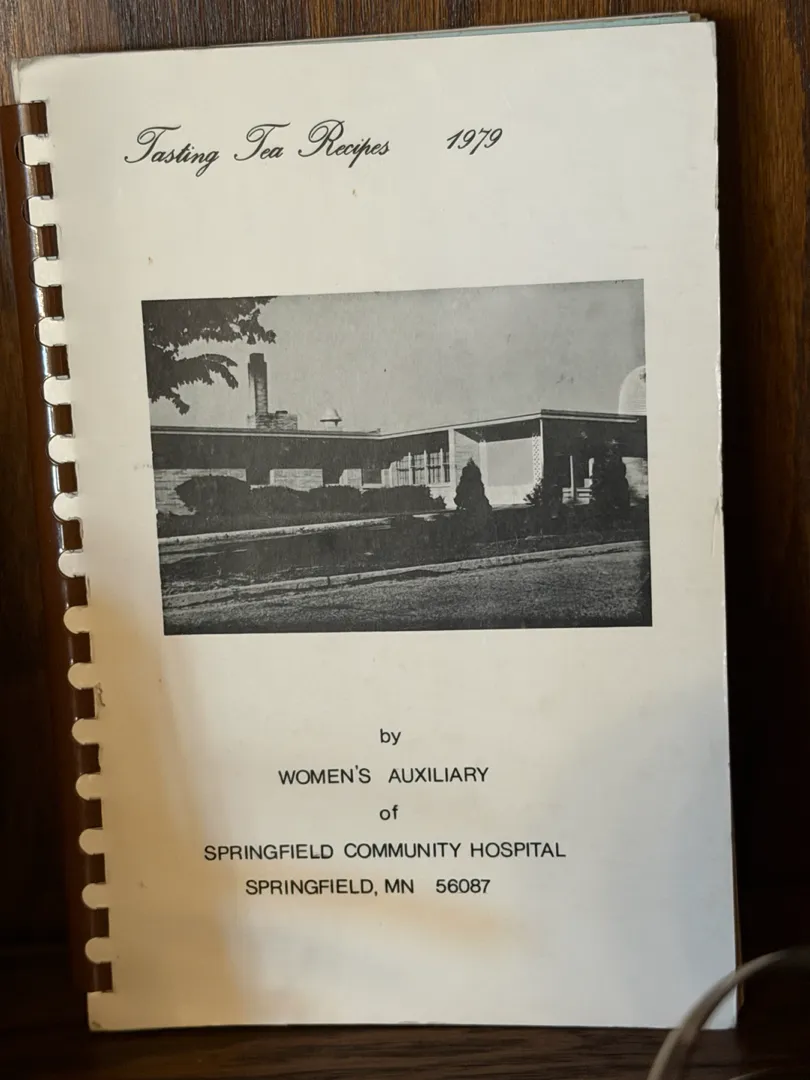 Tasting Tea Recipes 1979
by
WOMEN'S AUXILIARY
of
SPRINGFIELD COMMUNITY HOSPITAL
SPRINGFIELD, MN 56087